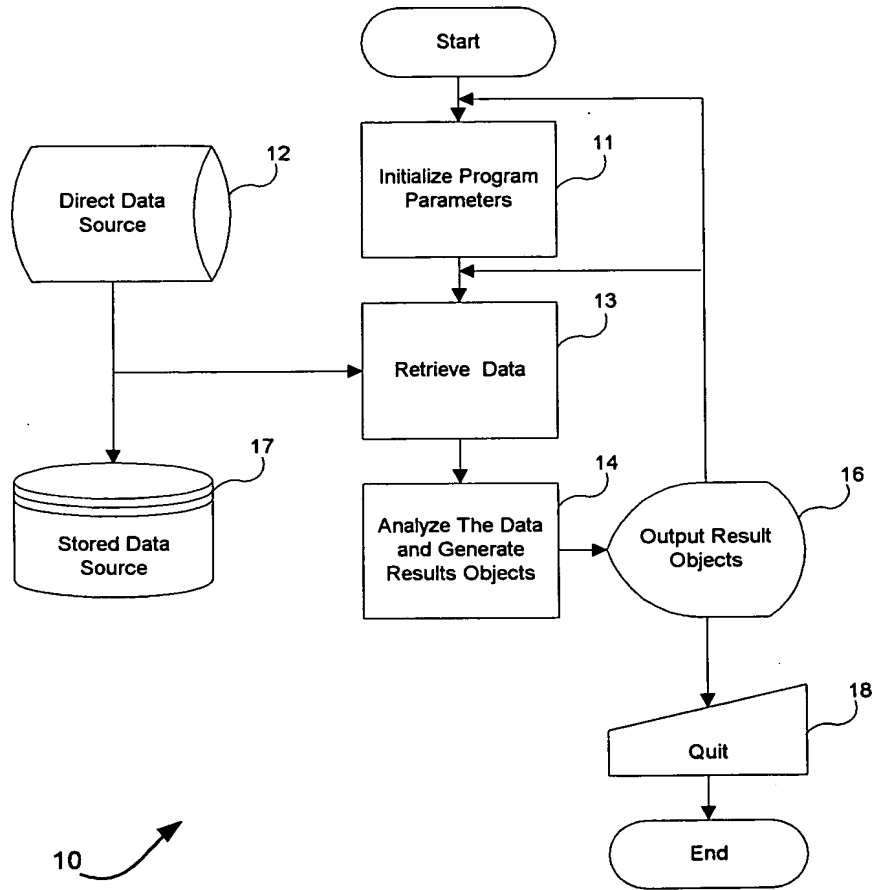 Start
11
Initialize Program
Parameters
12
Direct Data
Source
13
Retrieve Data
17
Stored Data
Source
14
Analyze The Data
and Generate
Results Objects
16
Output Result
Objects
18
Quit
End
10